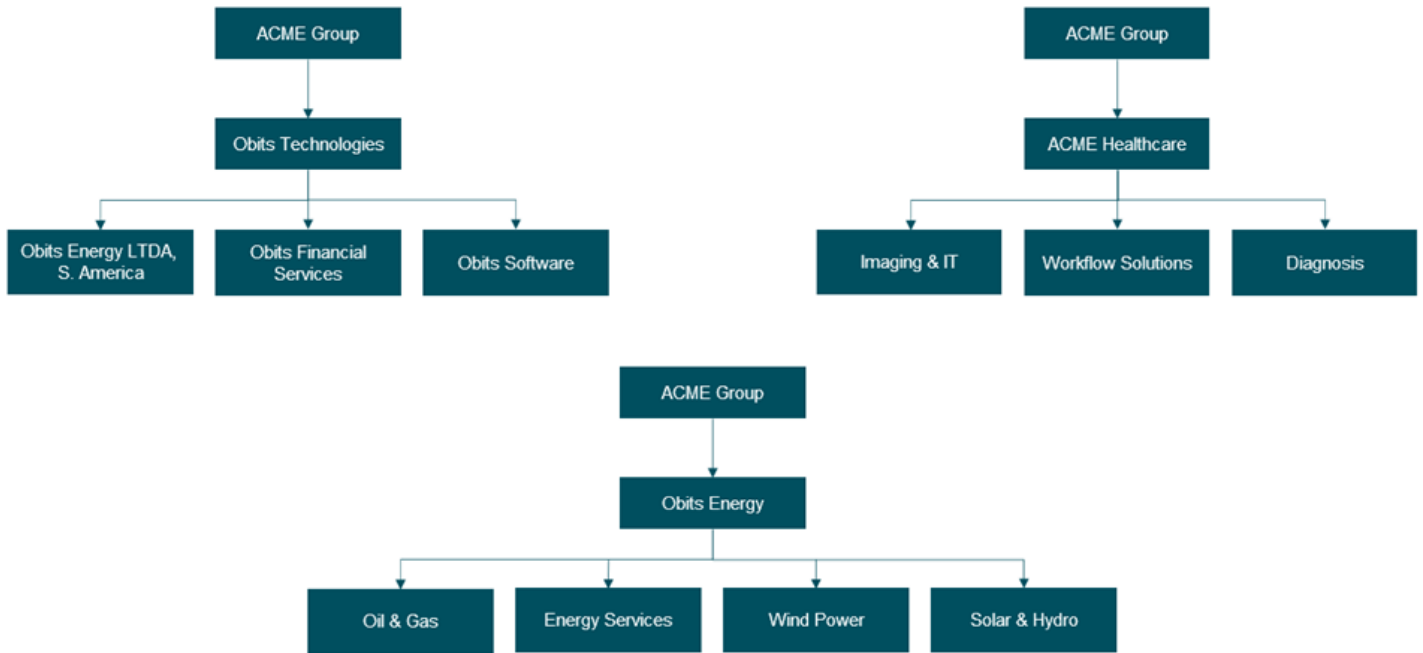 ACME Group
ACME Group
Obits Technologies
ACME Healthcare
Obits Energy LTDA,
S. America
Obits Financial
Services
Obits Software
Imaging & IT
Workflow Solutions
Diagnosis
ACME Group
Obits Energy
Oil & Gas
Energy Services
Wind Power
Solar & Hydro